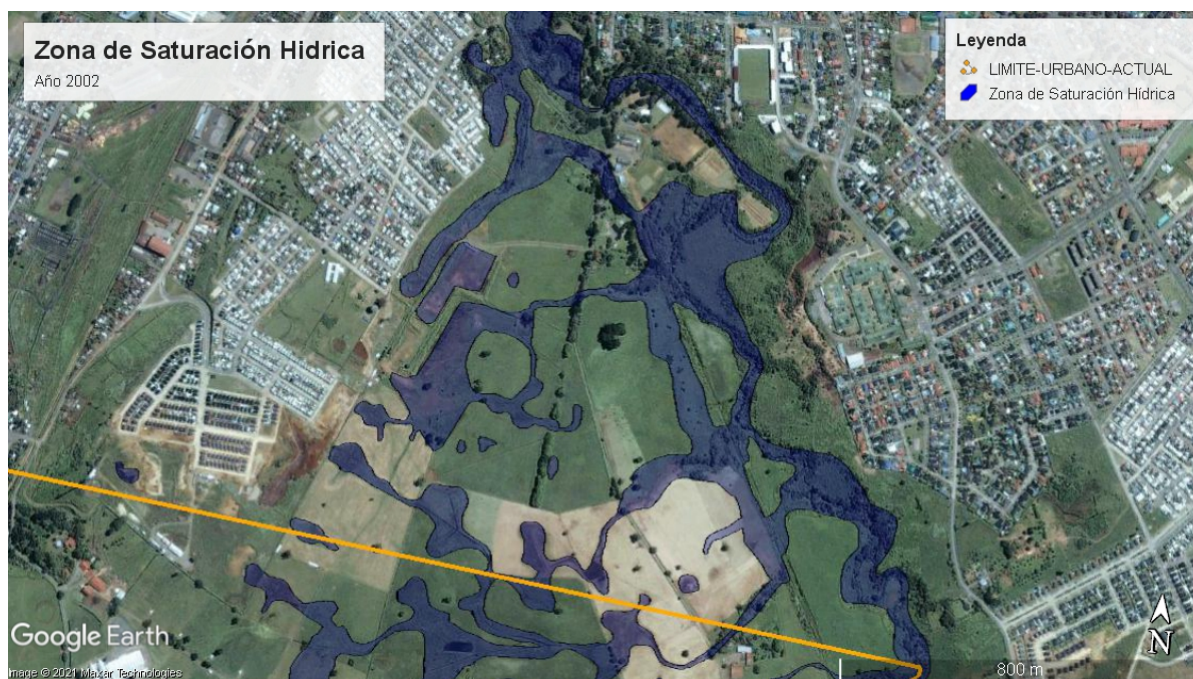 Zona de Saturación Hidrica
Año 2002
Leyenda
LIMITE-URBANO-ACTUAL
Zona de Saturación Hídrica
Google Earth
Image © 2021 Maxar Technologies
800 m
N